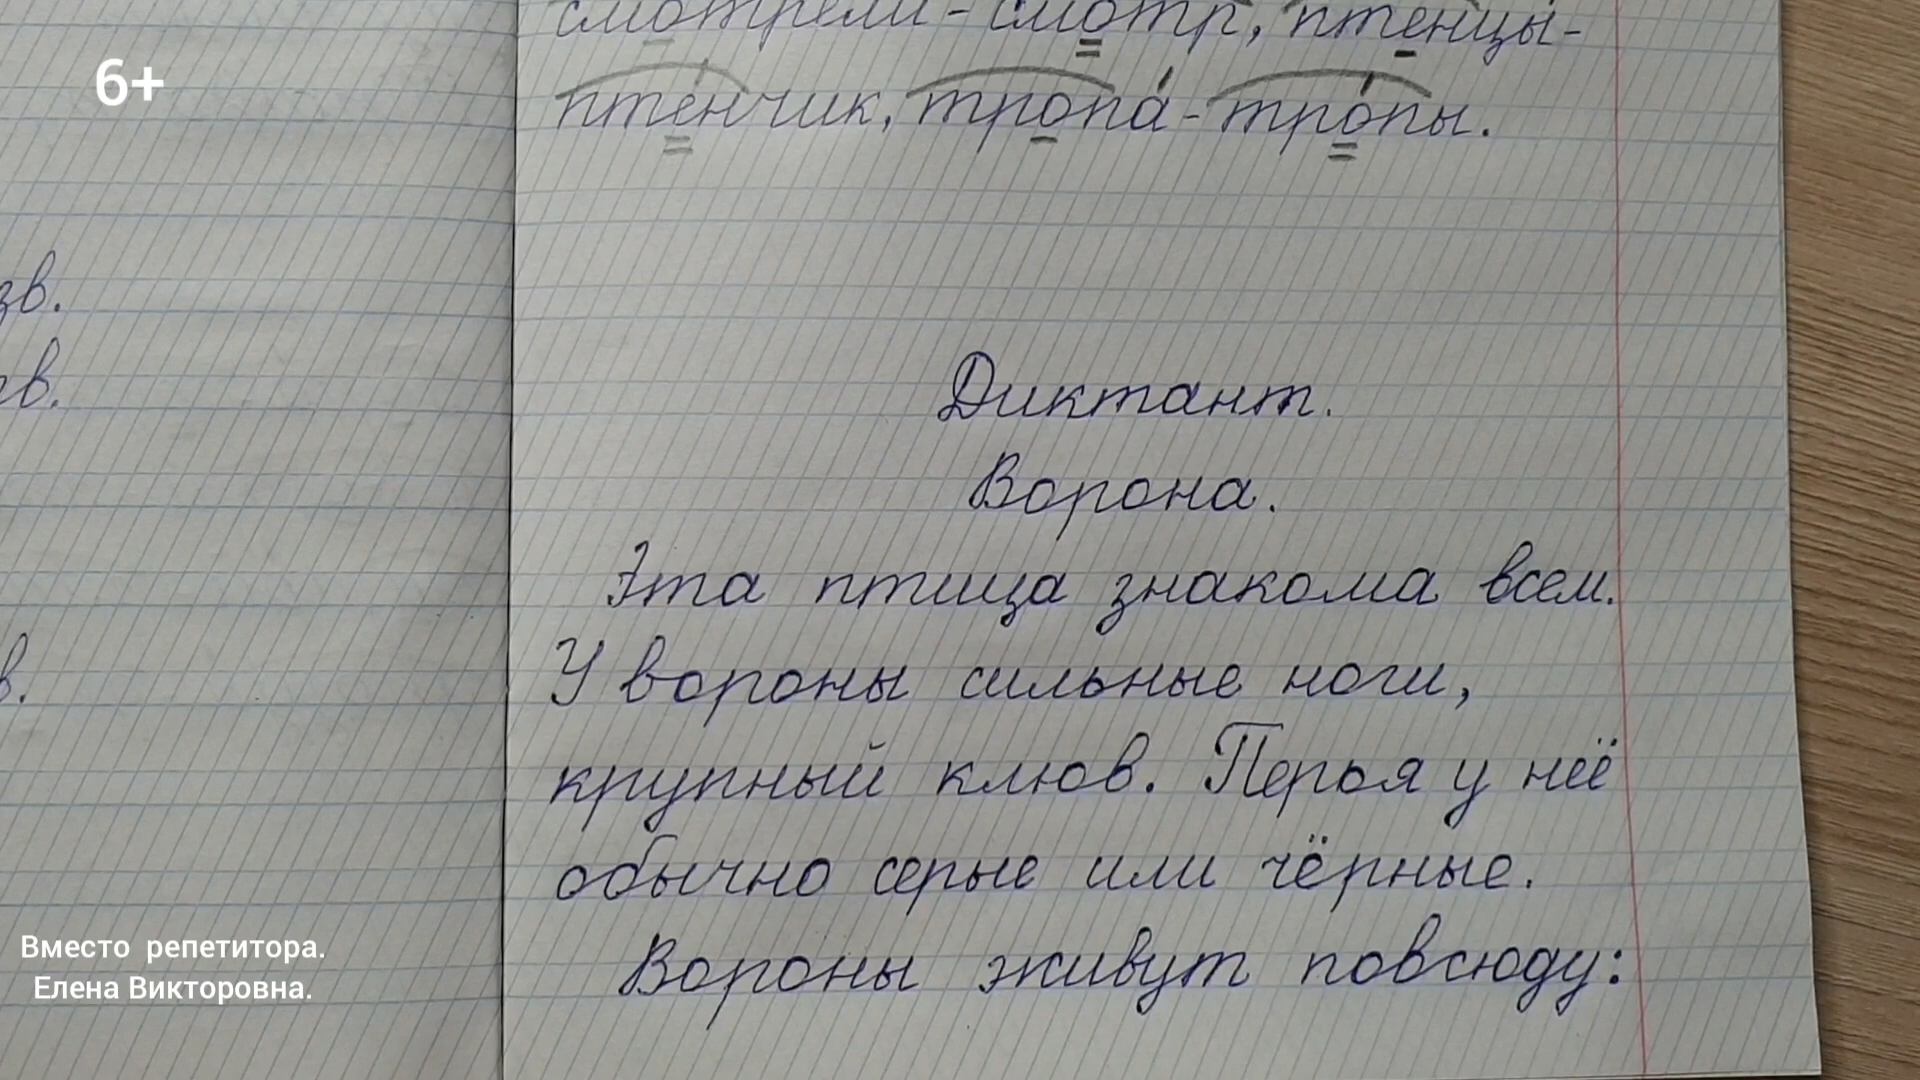 6+
смотрели - смотр, птенцы-
птенчик, тропа - тропы.
зв.
в.
в.
Диктант.
Ворона.
Эта птица знакома всем.
У вороны сильные ноги,
крупный клюв. Перья у неё
обычно серые или чёрные.
Вороны живут повсюду:
Вместо репетитора.
Елена Викторовна.